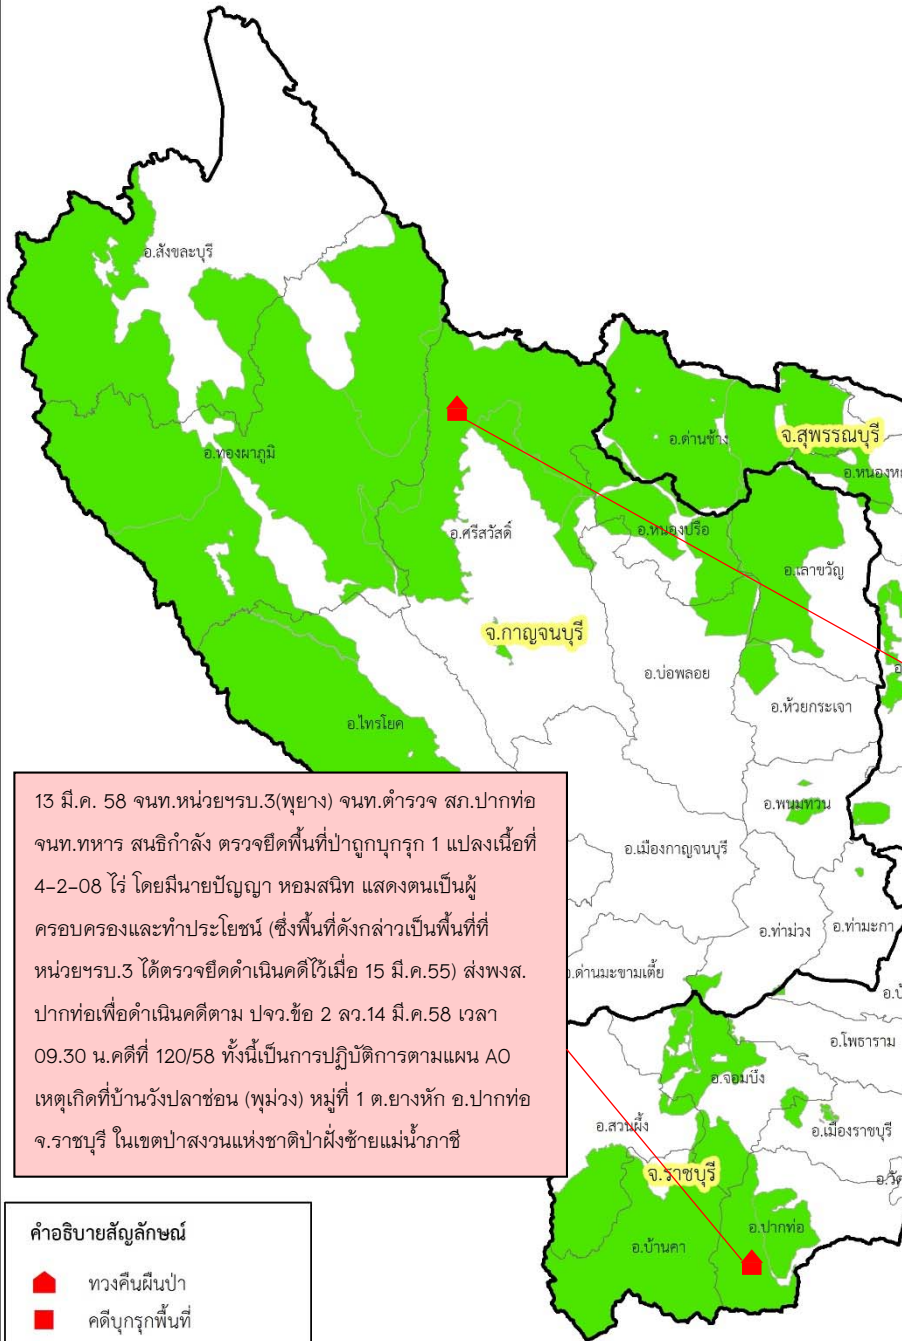 อ.สังขละบุรี
อ.ทองผาภูมิ
อ.ด่านช้าง
จ.สุพรรณบุรี
อ.ศรีสวัสดิ์
อ.หนองปรือ
อ.เลาขวัญ
จ.กาญจนบุรี
อ.บ่อพลอย
อ.ห้วยกระเจา
อ.ไทรโยค
อ.พนมทวน
อ.เมืองกาญจนบุรี
อ.ท่าม่วง
อ.ท่ามะกา
อ.ด่านมะขามเตี้ย
13 มี.ค. 58 จนท.หน่วยฯรบ.3(พุยาง) จนท.ตำรวจ สภ.ปากท่อ
จนท.ทหาร สนธิกำลัง ตรวจยึดพื้นที่ป่าถูกบุกรุก 1 แปลงเนื้อที่
4-2-08 ไร่ โดยมีนายปัญญา หอมสนิท แสดงตนเป็นผู้
ครอบครองและทำประโยชน์ (ซึ่งพื้นที่ดังกล่าวเป็นพื้นที่ที่
หน่วยฯรบ.3 ได้ตรวจยึดดำเนินคดีไว้เมื่อ 15 มี.ค.55) ส่งพงส.
ปากท่อเพื่อดำเนินคดีตาม ปจว.ข้อ 2 ลว.14 มี.ค.58 เวลา
09.30 น.คดีที่ 120/58 ทั้งนี้เป็นการปฏิบัติการตามแผน AO
เหตุเกิดที่บ้านวังปลาช่อน (พุม่วง) หมู่ที่ 1 ต.ยางหัก อ.ปากท่อ
จ.ราชบุรี ในเขตป่าสงวนแห่งชาติป่าฝั่งซ้ายแม่น้ำภาชี
อ.โพธาราม
อ.จอมบึง
อ.สวนผึ้ง
อ.เมืองราชบุรี
จ.ราชบุรี
อ.ปากท่อ
อ.บ้านคา
คำอธิบายสัญลักษณ์
ทวงคืนผืนป่า
คดีบุกรุกพื้นที่